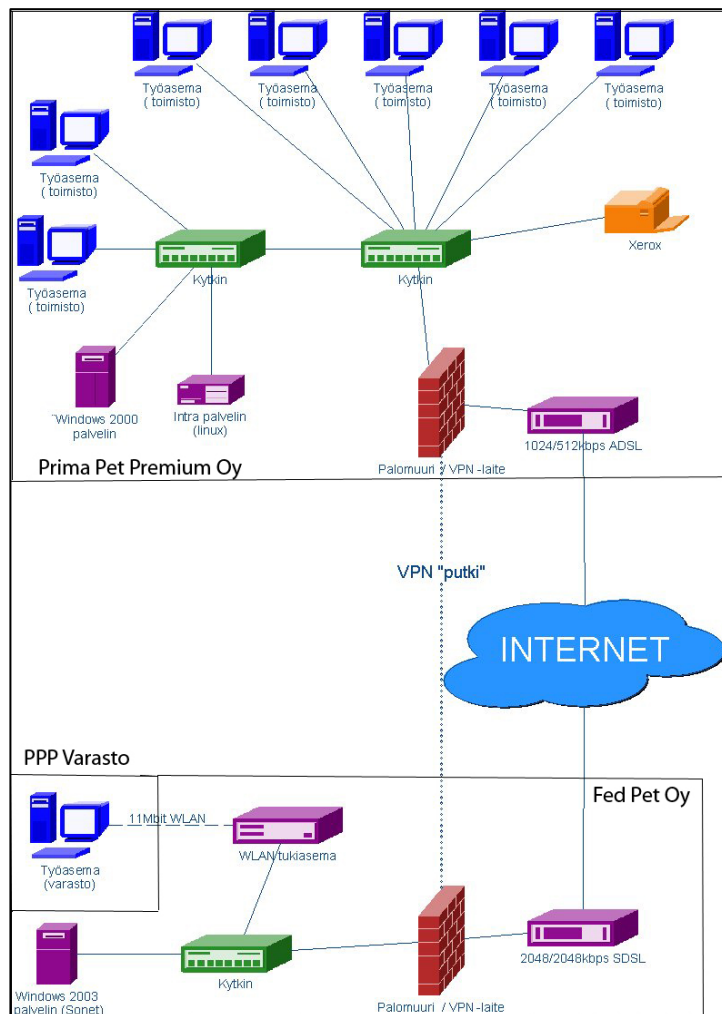 Työasema
( toimisto)
Työasema
( toimisto)
Työasema
( toimisto)
Työasema
( toimisto)
Työasema
( toimisto)
Työasema
( toimisto)
Työasema
( toimisto)
Kytkin
Kytkin
Xerox
¨Windows 2000
palvelin
Intra palvelin
(linux)
Palomuuri / VPN -laite
1024/512kbps ADSL
Prima Pet Premium Oy
VPN "putki"
INTERNET
PPP Varasto
Fed Pet Oy
11Mbit WLAN
Työasema
(varasto)
WLAN tukiasema
Kytkin
Windows 2003
palvelin (Sonet)
Palomuuri / VPN-laite
2048/2048kbps SDSL